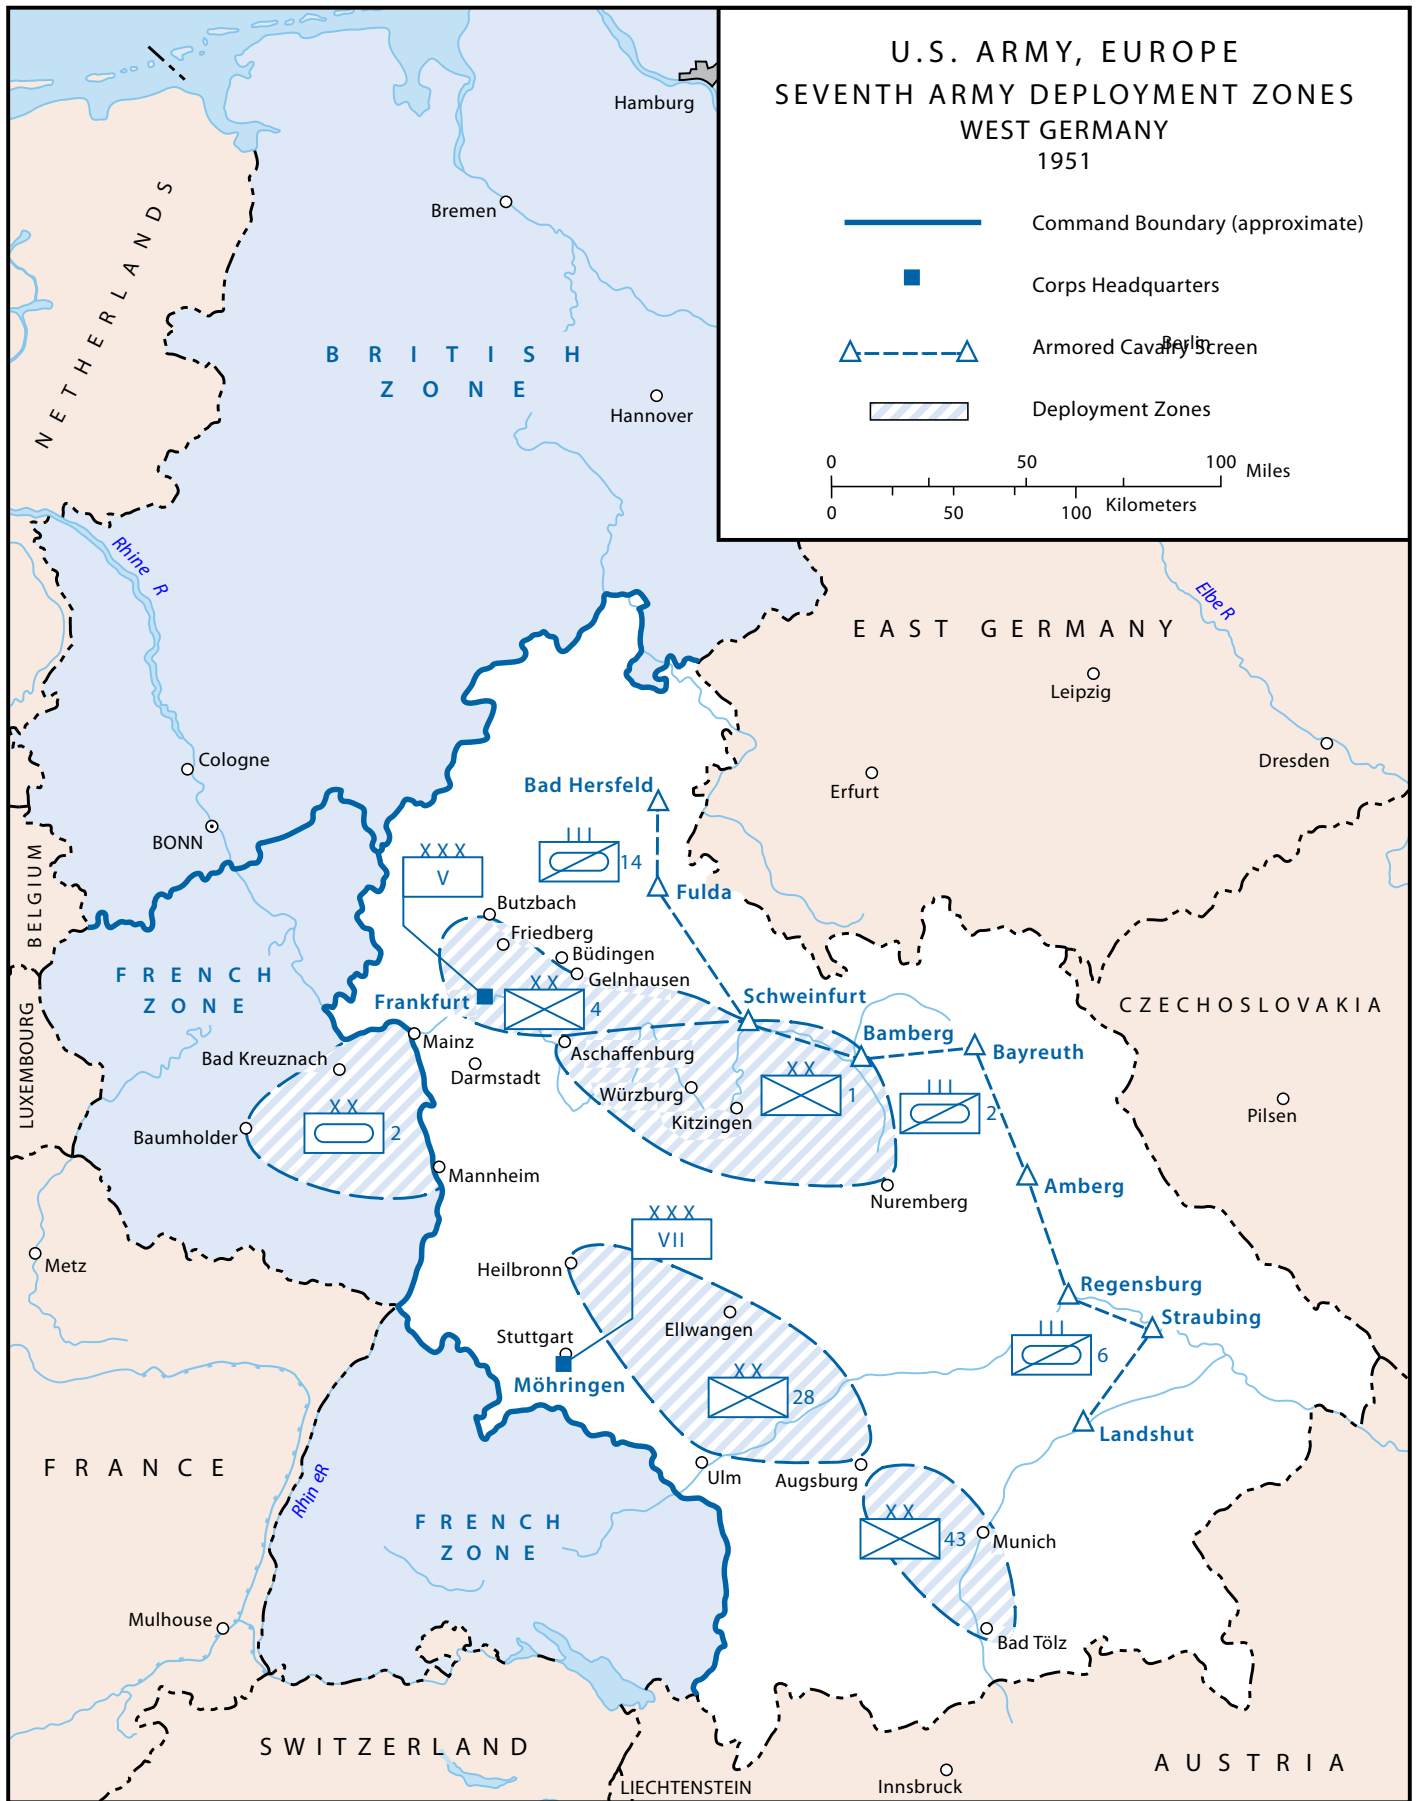 U.S. ARMY, EUROPE
SEVENTH ARMY DEPLOYMENT ZONES
WEST GERMANY
1951
Command Boundary (approximate)
Corps Headquarters
Armored Cavalry Screen
Berlin
Deployment Zones
0 50 100 Miles
0 50 100 Kilometers
Hamburg
NETHERLANDS
Bremen
BRITISH
ZONE
Hannover
Rhine R
Elbe R
EAST GERMANY
Leipzig
Dresden
Erfurt
Cologne
BONN
BELGIUM
Bad Hersfeld
XXX
V
III
14
Fulda
Butzbach
Friedberg
Büdingen
Gelnhausen
FRENCH
ZONE
XX
4
Frankfurt
Schweinfurt
CZECHOSLOVAKIA
LUXEMBOURG
Mainz
Bamberg
Bayreuth
Bad Kreuznach
Aschaffenburg
Darmstadt
XX
2
Würzburg
XX
1
III
2
Kitzingen
Pilsen
Baumholder
Mannheim
Amberg
Nuremberg
XXX
VII
Metz
Heilbronn
Regensburg
Straubing
Ellwangen
Stuttgart
III
6
Möhringen
XX
28
Landshut
FRANCE
Ulm
Augsburg
Rhin eR
FRENCH
ZONE
XX
43
Munich
Mulhouse
Bad Tölz
SWITZERLAND
LIECHTENSTEIN
Innsbruck
AUSTRIA